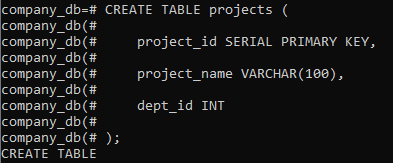 company_db=# CREATE TABLE projects (
company_db(#
company_db(#     project_id SERIAL PRIMARY KEY,
company_db(#
company_db(#     project_name VARCHAR(100),
company_db(#
company_db(#     dept_id INT
company_db(#
company_db(# );
CREATE TABLE